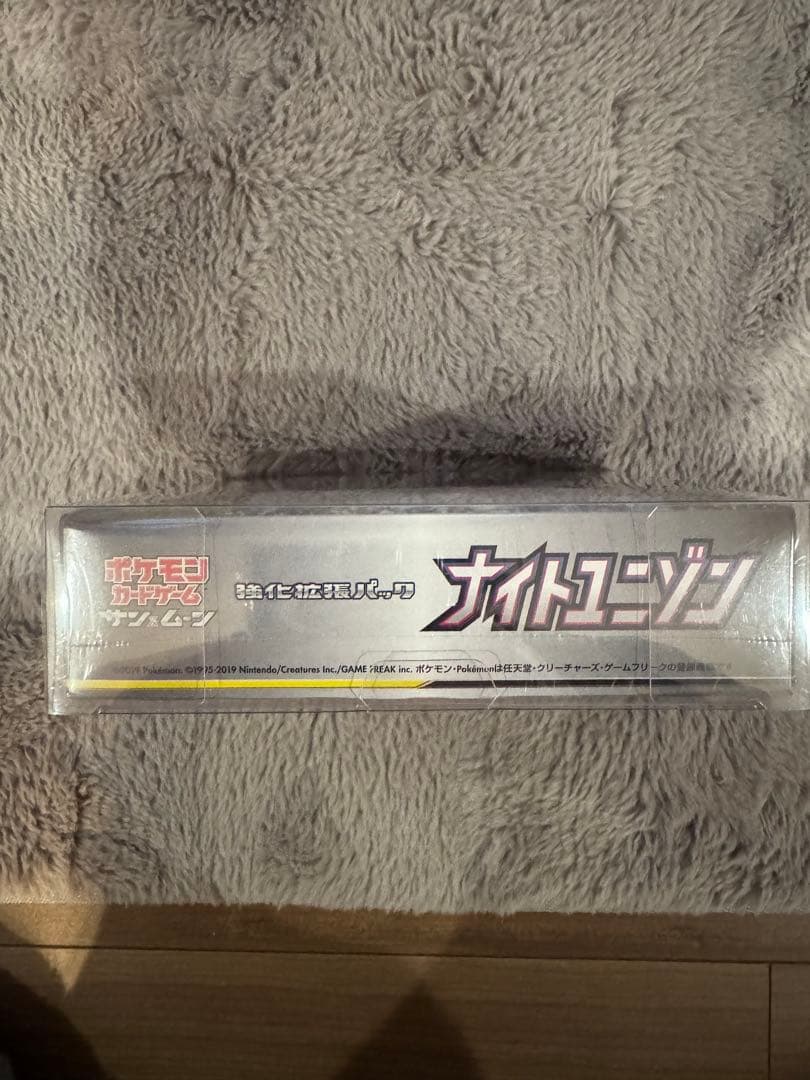 ポケモン
カードゲーム
サン&ムーン
強化拡張パック
ナイトユニゾン
©2019 Pokémon. ©1995-2019 Nintendo/Creatures Inc./GAME FREAK inc. ポケモン・Pokémonは任天堂・クリーチャーズ・ゲームフリークの登録商標です